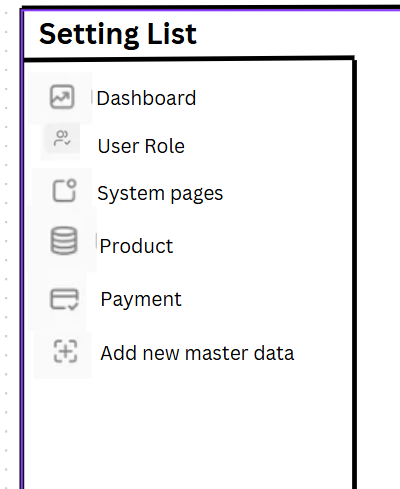 Setting List
Dashboard
User Role
System pages
Product
Payment
Add new master data